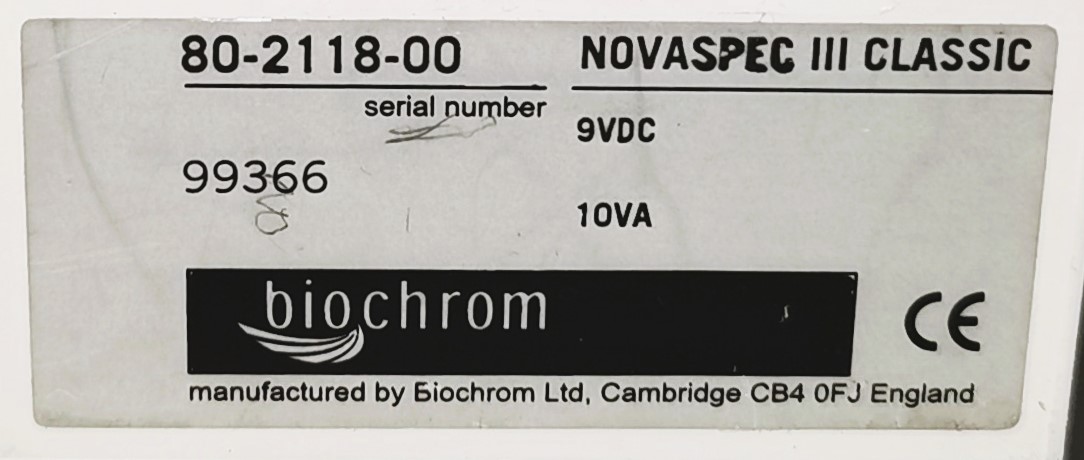 80-2118-00
NOVASPEC III CLASSIC
serial number
9VDC
99366
10VA
biochrom
CE
manufactured by Biochrom Ltd, Cambridge CB4 0FJ England